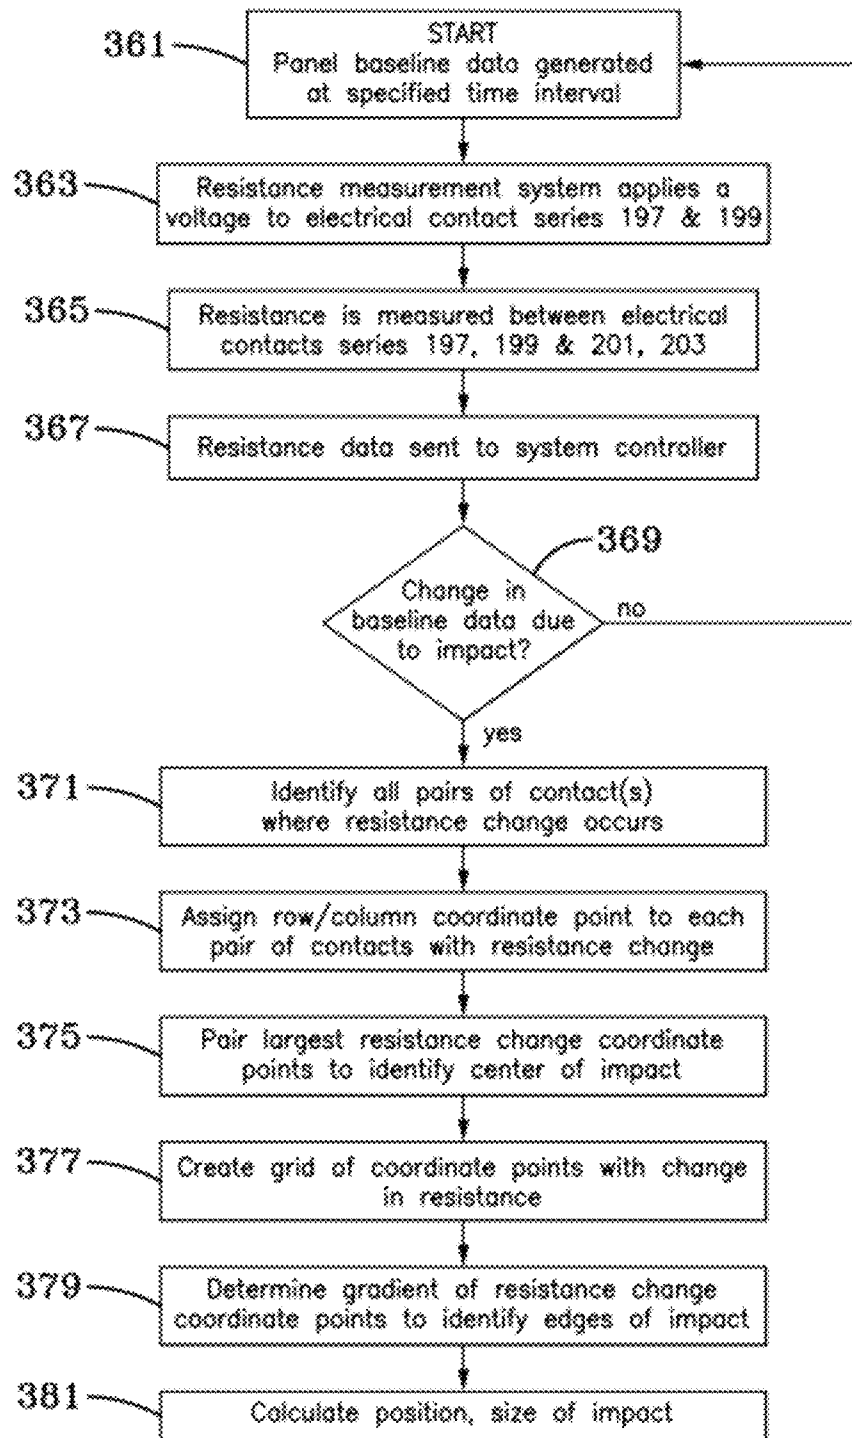 361
START
Panel baseline data generated
at specified time interval
363
Resistance measurement system applies a
voltage to electrical contact series 197 & 199
365
Resistance is measured between electrical
contacts series 197, 199 & 201, 203
367
Resistance data sent to system controller
369
Change in
baseline data due
to impact?
no
yes
371
Identify all pairs of contact(s)
where resistance change occurs
373
Assign row/column coordinate point to each
pair of contacts with resistance change
375
Pair largest resistance change coordinate
points to identify center of impact
377
Create grid of coordinate points with change
in resistance
379
Determine gradient of resistance change
coordinate points to identify edges of impact
381
Calculate position, size of impact